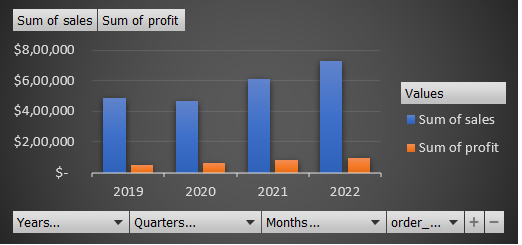 Sum of sales Sum of profit
$8,00,000
$6,00,000
$4,00,000
$2,00,000
$-
2019 2020 2021 2022
Values
Sum of sales
Sum of profit
Years... Quarters... Months... order_... + −